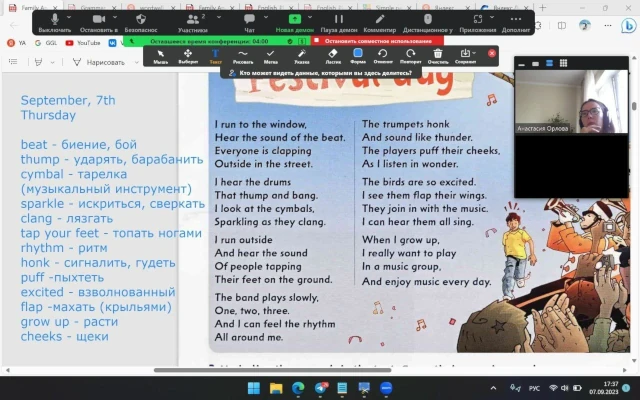 Выключить
Остановить в
Безопасность
Участники
2
Чат
Новый демон
Пауза демон
Комментер
Дистанционное у
Приложения
Дополнит
Оставшееся время конференции: 04:00
Остановить совместное использование
YA
GGL
YouTube
Мышь
Выберит
Текст
Рисовать
Метка
Указка
Ластик
Форма
Отмени
Повторить
Очистить
Сохранит
Нарисовать
Кто может видеть данные, которыми вы здесь делитесь?
Festival day
Анастасия Орлова
September, 7th
Thursday
beat - биение, бой
thump - ударять, барабанить
cymbal - тарелка
(музыкальный инструмент)
sparkle - искриться, сверкать
clang - лязгать
tap your feet - топать ногами
rhythm - ритм
honk - сигналить, гудеть
puff -пыхтеть
excited - взволнованный
flap -махать (крыльями)
grow up - расти
cheeks - щеки
I run to the window,
Hear the sound of the beat.
Everyone is clapping
Outside in the street.
I hear the drums
That thump and bang.
I look at the cymbals,
Sparkling as they clang.
I run outside
And hear the sound
Of people tapping
Their feet on the ground.
The band plays slowly,
One, two, three.
And I can feel the rhythm
All around me.
The trumpets honk
And sound like thunder.
The players puff their cheeks,
As I listen in wonder.
The birds are so excited.
I see them flap their wings.
They join in with the music.
I can hear them all sing.
When I grow up,
I really want to play
In a music group,
And enjoy music every day.
РУС
17:37
07.09.2023